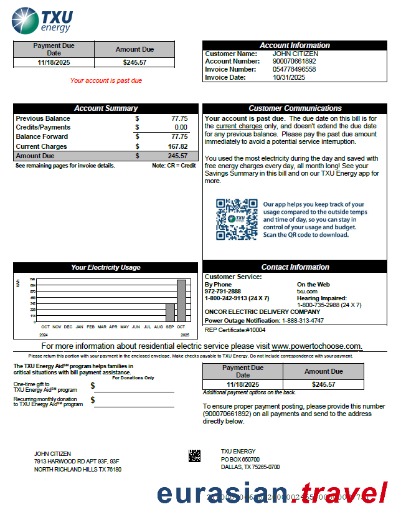 TXU
energy
Payment Due
Date
Amount Due
11/18/2025
$245.57
Your account is past due
Account Information
Customer Name: JOHN CITIZEN
Account Number: 900070661892
Invoice Number: 054778496558
Invoice Date: 10/31/2025
Account Summary
Previous Balance $ 77.75
Credits/Payments $ 0.00
Balance Forward $ 77.75
Current Charges $ 167.82
Amount Due $ 245.57
See remaining pages for invoice details. Note: CR = Credit
Customer Communications
Your account is past due. The due date on this bill is for
the current charges only, and doesn't extend the due date
for any previous balance. Please pay the past due amount
immediately to avoid a potential service interruption.
You used the most electricity during the day and saved with
free energy charges every day, all month long! See your
Savings Summary in this bill and on our TXU Energy app for
more.
Our app helps you keep track of your
usage compared to the outside temps
and time of day, so you can stay in
control of your usage and budget.
Scan the QR code to download.
Your Electricity Usage
OCT NOV DEC JAN FEB MAR APR MAY JUN JUL AUG SEP OCT
2024 2025
Contact Information
Customer Service:
By Phone On the Web
972-791-2888 txu.com
1-800-242-9113 (24 X 7) Hearing Impaired:
1-800-735-2988 (24 X 7)
ONCOR ELECTRIC DELIVERY COMPANY
Power Outage Notification: 1-888-313-4747
REP Certificate#10004
For more information about residential electric service please visit www.powertochoose.com.
Please return this portion with your payment in the enclosed envelope. Make checks payable to TXU Energy. Do not include correspondence with your payment.
The TXU Energy Aid℠ program helps families in
critical situations with bill payment assistance.
For Donations Only
One-time gift to
TXU Energy Aid℠ program $
Recurring monthly donation
to TXU Energy Aid℠ program $
Payment Due
Date
Amount Due
11/18/2025
$245.57
Additional payment options on the back.
To ensure proper payment posting, please provide this number
(900070661892) on all payments and send to the address
directly below.
JOHN CITIZEN
7913 HARWOOD RD APT 83F, 83F
NORTH RICHLAND HILLS TX 76180
TXU ENERGY
PO BOX 650700
DALLAS, TX 75265-0700
eurasian.travel